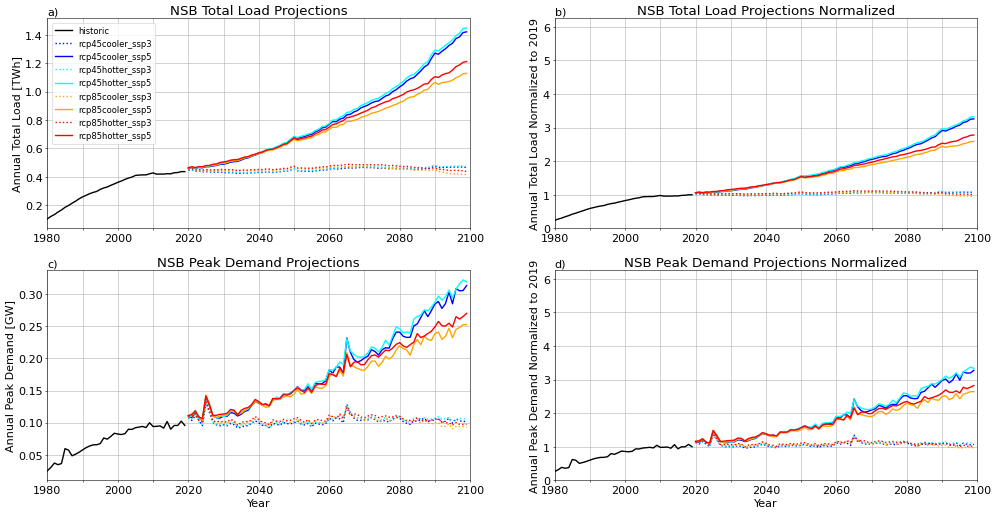 a)
NSB Total Load Projections
Annual Total Load [TWh]
1.4
1.2
1.0
0.8
0.6
0.4
0.2
historic
rcp45cooler_ssp3
rcp45cooler_ssp5
rcp45hotter_ssp3
rcp45hotter_ssp5
rcp85cooler_ssp3
rcp85cooler_ssp5
rcp85hotter_ssp3
rcp85hotter_ssp5
1980 2000 2020 2040 2060 2080 2100
b)
NSB Total Load Projections Normalized
Annual Total Load Normalized to 2019
6
5
4
3
2
1
0
1980 2000 2020 2040 2060 2080 2100
c)
NSB Peak Demand Projections
Annual Peak Demand [GW]
0.30
0.25
0.20
0.15
0.10
0.05
1980 2000 2020 2040 2060 2080 2100
Year
d)
NSB Peak Demand Projections Normalized
Annual Peak Demand Normalized to 2019
6
5
4
3
2
1
0
1980 2000 2020 2040 2060 2080 2100
Year